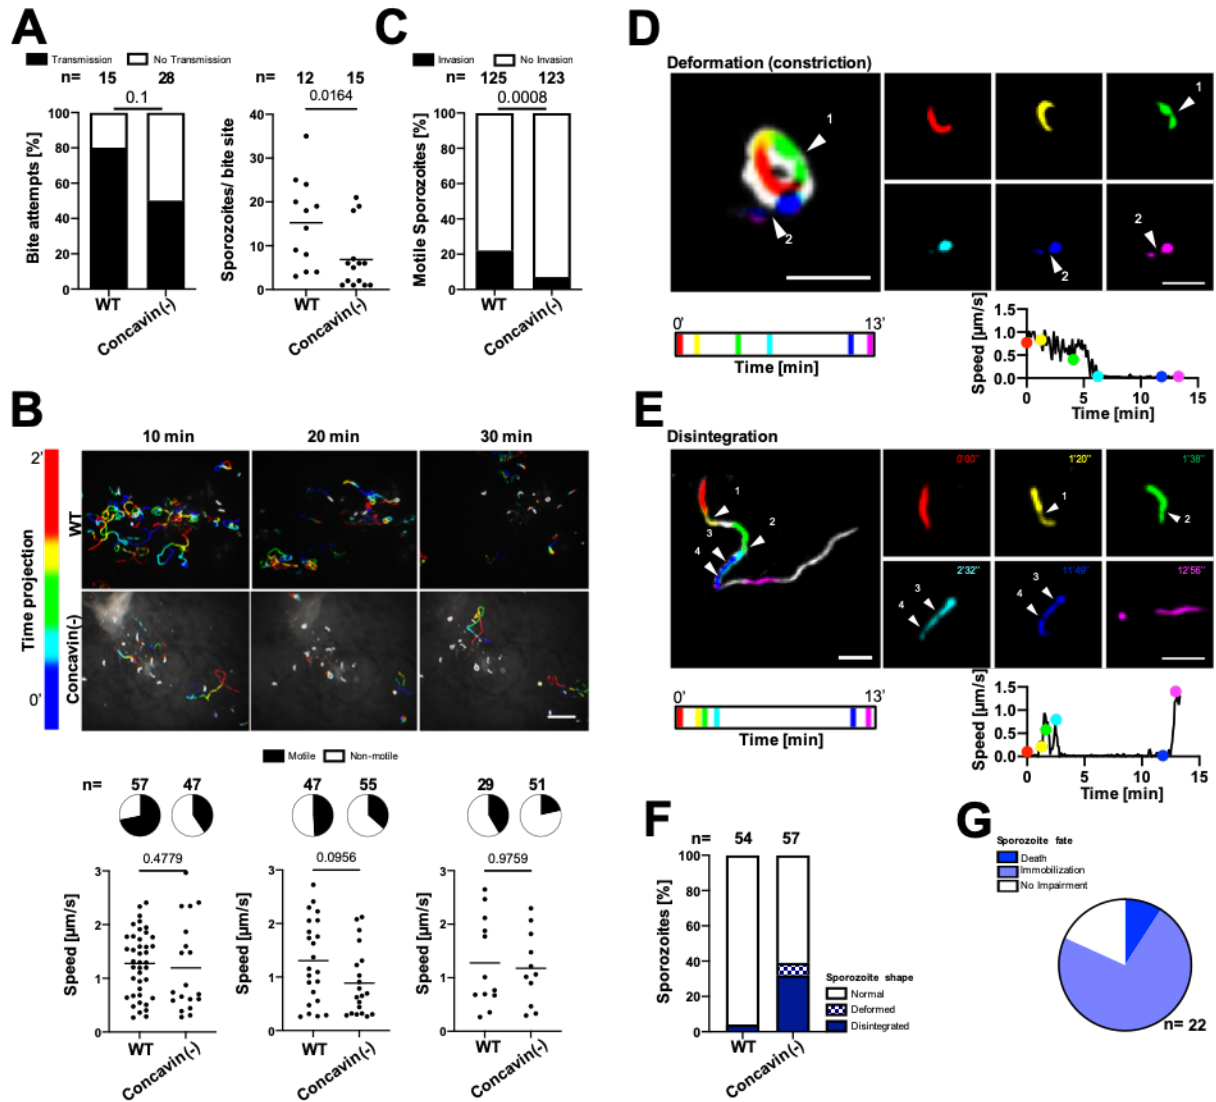 A
Transmission No Transmission
n= 15 28
0.1
Bite attempts [%]
100
80
60
40
20
0
WT
Concavin(-)
n= 12 15
0.0164
Sporozoites/ bite site
40
30
20
10
0
WT
Concavin(-)
C
Invasion No Invasion
n= 125 123
0.0008
Motile Sporozoites [%]
100
80
60
40
20
0
WT
Concavin(-)
D
Deformation (constriction)
1
2
1
2
2
0' 13'
Time [min]
Speed [µm/s]
1.5
1.0
0.5
0.0
0 5 10 15
Time [min]
B
10 min 20 min 30 min
2'
Time projection
0'
WT
Concavin(-)
Motile Non-motile
n= 57 47
47 55
29 51
0.4779
Speed [µm/s]
3
2
1
0
WT
Concavin(-)
0.0956
Speed [µm/s]
3
2
1
0
WT
Concavin(-)
0.9759
Speed [µm/s]
3
2
1
0
WT
Concavin(-)
E
Disintegration
1
2
3
4
0'00"
1'20"
1
1'38"
2
2'32"
3
4
11'49"
3
4
12'56"
0' 13'
Time [min]
Speed [µm/s]
1.5
1.0
0.5
0.0
0 5 10 15
Time [min]
F
n= 54 57
Sporozoites [%]
100
80
60
40
20
0
WT
Concavin(-)
Sporozoite shape
Normal
Deformed
Disintegrated
G
Sporozoite fate
Death
Immobilization
No Impairment
n= 22